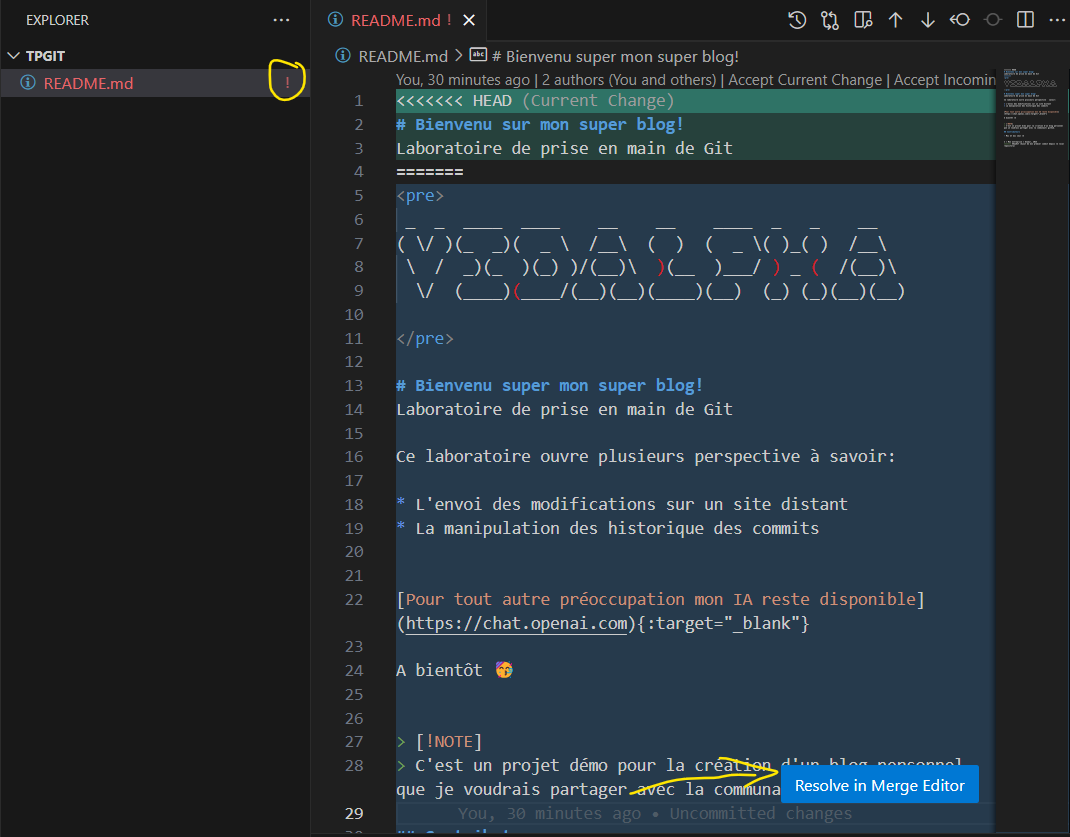 EXPLORER
TPGIT
README.md !
README.md !
README.md > # Bienvenu super mon super blog!
You, 30 minutes ago | 2 authors (You and others) | Accept Current Change | Accept Incomin
1 <<<<<<< HEAD (Current Change)
2 # Bienvenu sur mon super blog!
3 Laboratoire de prise en main de Git
4 =======
5 <pre>
6  _  _  ____  ____    __    __    ____  _   _    __
7 ( \/ )(_  _)(_   \  /__\  (  )  (  _ \( )_( )  /__\
8  \  /  _)(_  )(_) )/(__)\  )(__  )___/ ) _ (  /(__)\
9   \/  (____)(____/(__)(__)(____)(__)  (_) (_)(__)(__)
10
11 </pre>
12
13 # Bienvenu super mon super blog!
14 Laboratoire de prise en main de Git
15
16 Ce laboratoire ouvre plusieurs perspective à savoir:
17
18 * L'envoi des modifications sur un site distant
19 * La manipulation des historique des commits
20
21
22 [Pour tout autre préoccupation mon IA reste disponible]
(https://chat.openai.com){:target="_blank"}
23
24 A bientôt 🥳
25
26
27 > [!NOTE]
28 > C'est un projet démo pour la création d'un blog personnel
que je voudrais partager avec la communa
Resolve in Merge Editor
29 You, 30 minutes ago • Uncommitted changes